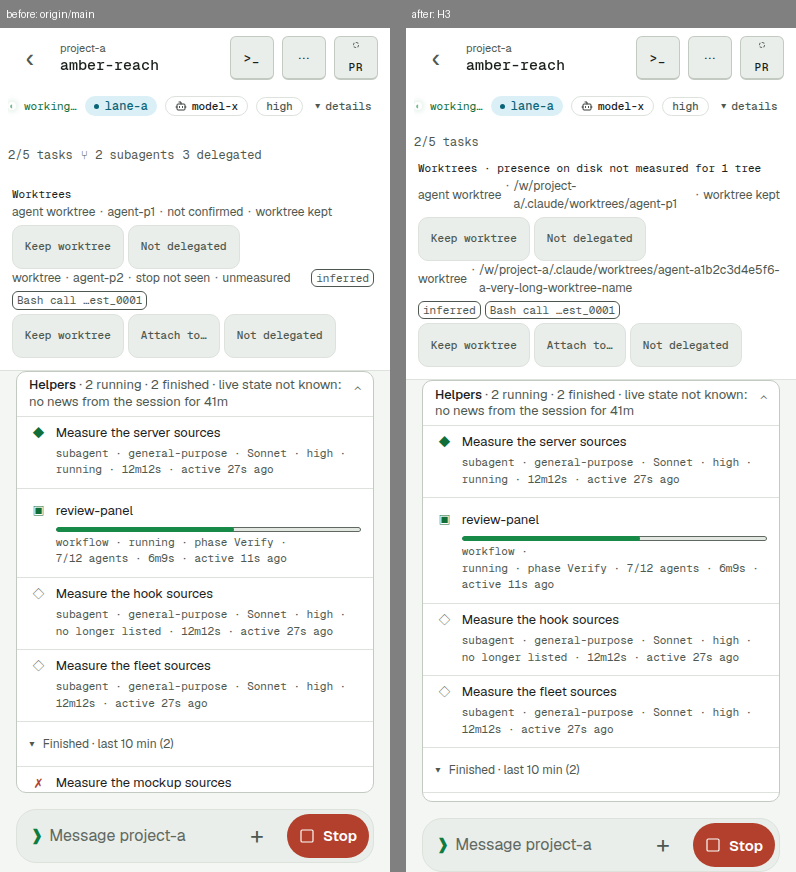 before: origin/main
project-a
amber-reach
>_
...
PR
working…
lane-a
model-x
high
▾ details
2/5 tasks ⑂ 2 subagents 3 delegated
Worktrees
agent worktree · agent-p1 · not confirmed · worktree kept
Keep worktree
Not delegated
worktree · agent-p2 · stop not seen · unmeasured
inferred
Bash call …est_0001
Keep worktree
Attach to…
Not delegated
Helpers · 2 running · 2 finished · live state not known:
no news from the session for 41m
Measure the server sources
subagent · general-purpose · Sonnet · high ·
running · 12m12s · active 27s ago
review-panel
workflow · running · phase Verify ·
7/12 agents · 6m9s · active 11s ago
Measure the hook sources
subagent · general-purpose · Sonnet · high ·
no longer listed · 12m12s · active 27s ago
Measure the fleet sources
subagent · general-purpose · Sonnet · high ·
12m12s · active 27s ago
▾ Finished · last 10 min (2)
✗ Measure the mockup sources
❯ Message project-a
+
Stop
after: H3
project-a
amber-reach
>_
...
PR
working…
lane-a
model-x
high
▾ details
2/5 tasks
Worktrees · presence on disk not measured for 1 tree
agent worktree · /w/project-
a/.claude/worktrees/agent-p1 · worktree kept
Keep worktree
Not delegated
worktree · /w/project-a/.claude/worktrees/agent-a1b2c3d4e5f6-
a-very-long-worktree-name
inferred
Bash call …est_0001
Keep worktree
Attach to…
Not delegated
Helpers · 2 running · 2 finished · live state not known:
no news from the session for 41m
Measure the server sources
subagent · general-purpose · Sonnet · high ·
running · 12m12s · active 27s ago
review-panel
workflow ·
running · phase Verify · 7/12 agents · 6m9s ·
active 11s ago
Measure the hook sources
subagent · general-purpose · Sonnet · high ·
no longer listed · 12m12s · active 27s ago
Measure the fleet sources
subagent · general-purpose · Sonnet · high ·
12m12s · active 27s ago
▾ Finished · last 10 min (2)
❯ Message project-a
+
Stop